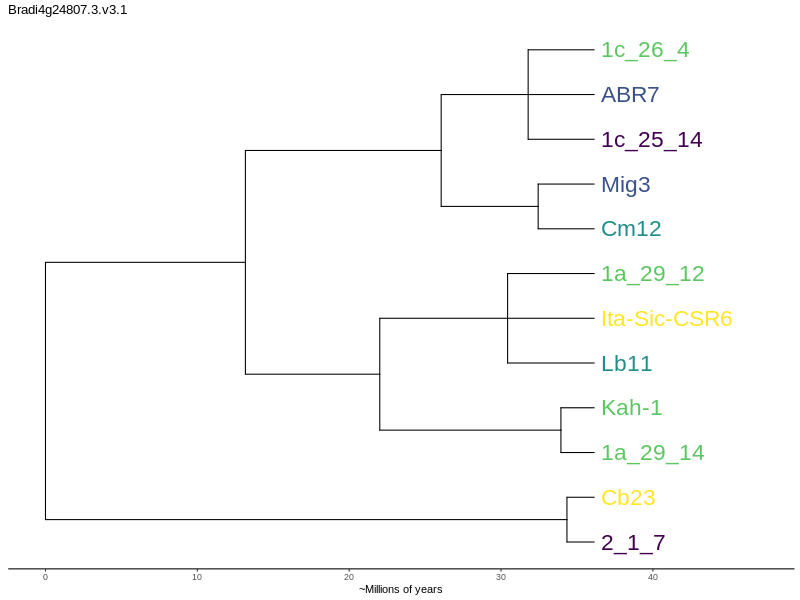 Bradi4g24807.3.v3.1
1c_26_4
ABR7
1c_25_14
Mig3
Cm12
1a_29_12
Ita-Sic-CSR6
Lb11
Kah-1
1a_29_14
Cb23
2_1_7
0 10 20 30 40
~Millions of years